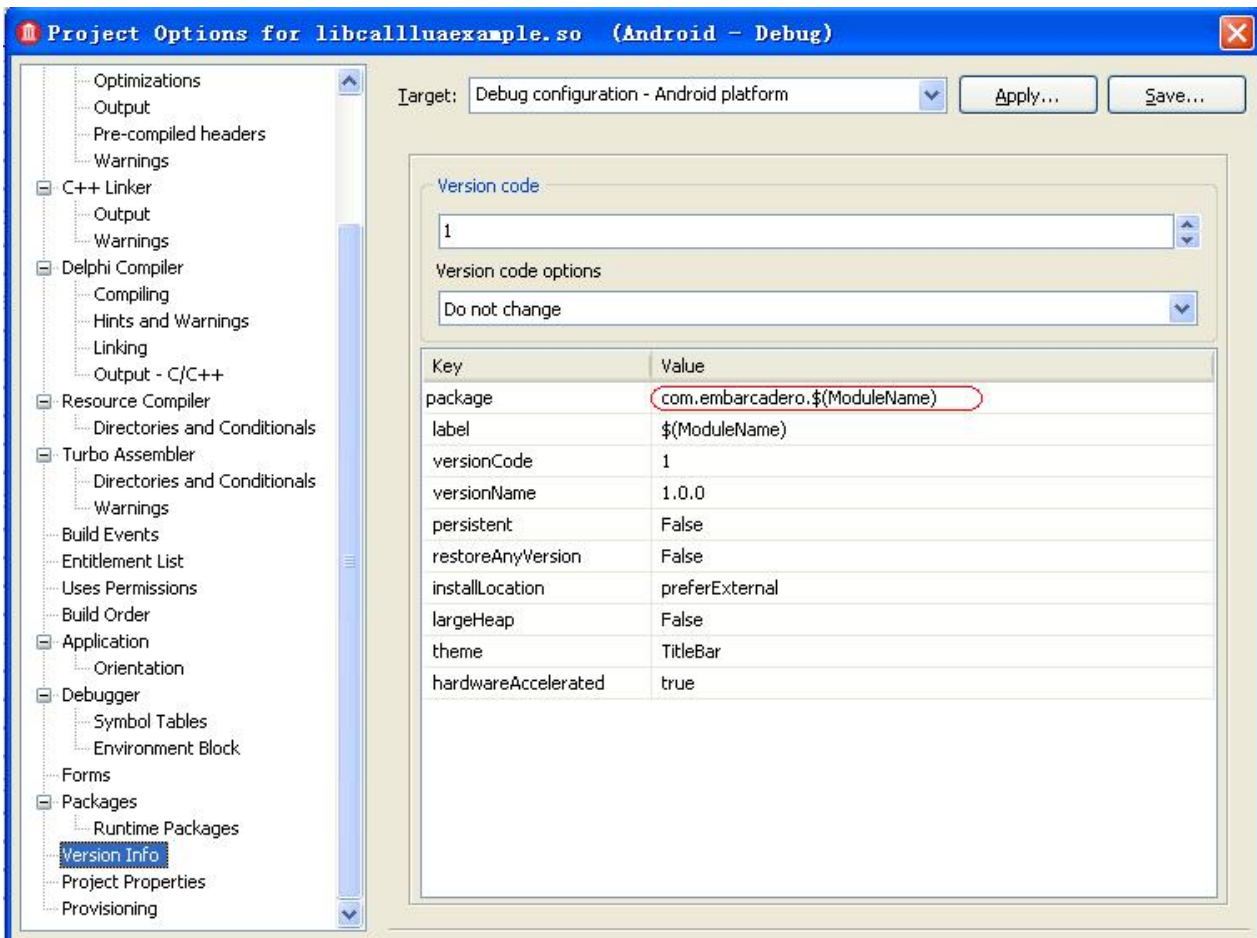 Project Options for libcallluaexample.so (Android - Debug)
Optimizations
Output
Pre-compiled headers
Warnings
C++ Linker
Output
Warnings
Delphi Compiler
Compiling
Hints and Warnings
Linking
Output - C/C++
Resource Compiler
Directories and Conditionals
Turbo Assembler
Directories and Conditionals
Warnings
Build Events
Entitlement List
Uses Permissions
Build Order
Application
Orientation
Debugger
Symbol Tables
Environment Block
Forms
Packages
Runtime Packages
Version Info
Project Properties
Provisioning
Target: Debug configuration - Android platform Apply... Save...
Version code
1
Version code options
Do not change
Key Value
package com.embarcadero.$(ModuleName)
label $(ModuleName)
versionCode 1
versionName 1.0.0
persistent False
restoreAnyVersion False
installLocation preferExternal
largeHeap False
theme TitleBar
hardwareAccelerated true